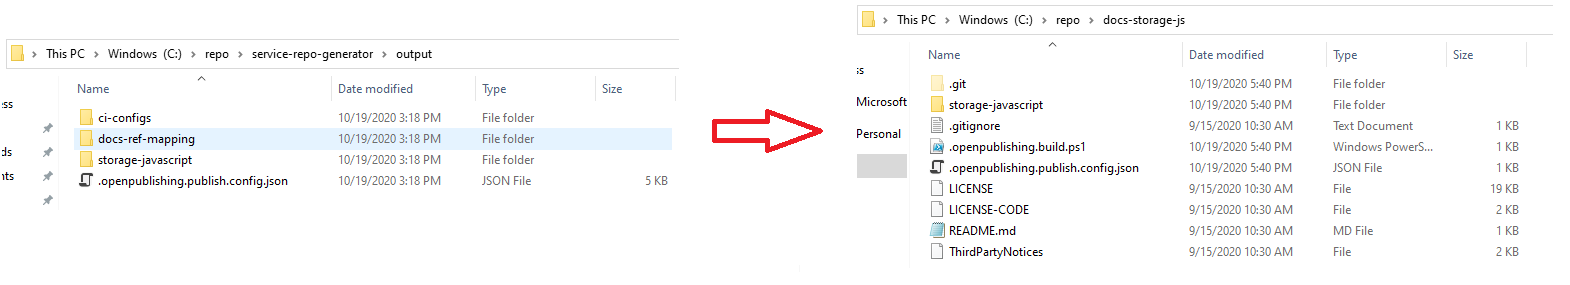 This PC > Windows (C:) > repo > service-repo-generator > output
Name Date modified Type Size
ess
ci-configs 10/19/2020 3:18 PM File folder
docs-ref-mapping 10/19/2020 3:18 PM File folder
ds
storage-javascript 10/19/2020 3:18 PM File folder
nts
.openpublishing.publish.config.json 10/19/2020 3:18 PM JSON File 5 KB
This PC > Windows (C:) > repo > docs-storage-js
Name Date modified Type Size
ss
.git 10/19/2020 5:40 PM File folder
Microsoft
storage-javascript 10/19/2020 5:40 PM File folder
.gitignore 9/15/2020 10:30 AM Text Document 1 KB
Personal
.openpublishing.build.ps1 10/19/2020 5:40 PM Windows PowerS... 1 KB
.openpublishing.publish.config.json 10/19/2020 5:40 PM JSON File 1 KB
LICENSE 9/15/2020 10:30 AM File 19 KB
LICENSE-CODE 9/15/2020 10:30 AM File 2 KB
README.md 9/15/2020 10:30 AM MD File 1 KB
ThirdPartyNotices 9/15/2020 10:30 AM File 2 KB